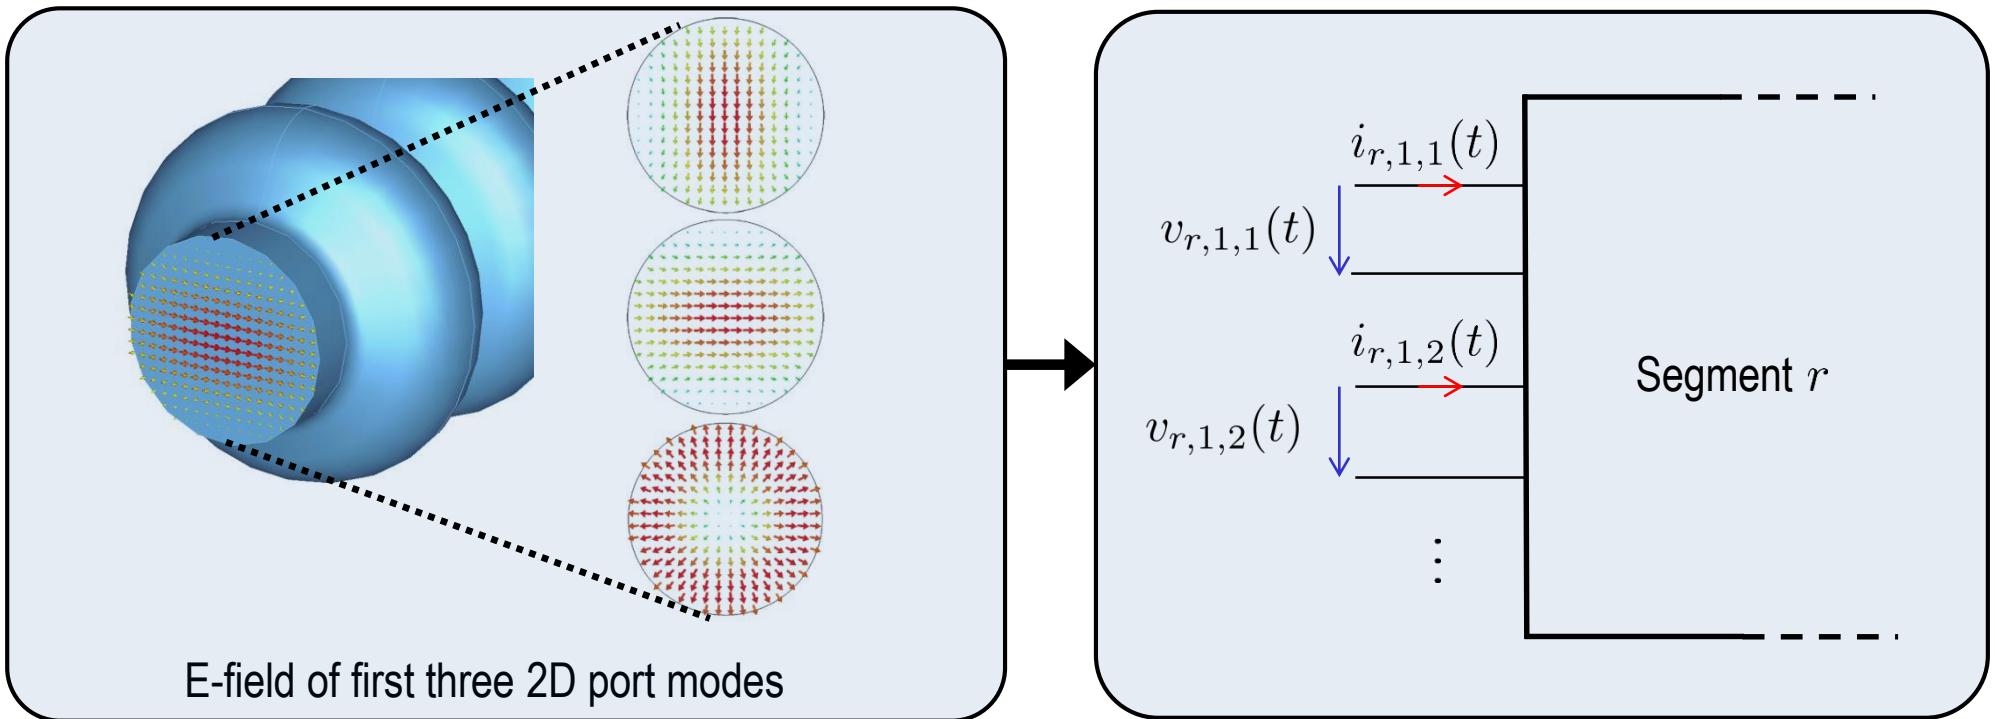 E-field of first three 2D port modes
i_{r,1,1}(t)
v_{r,1,1}(t)
i_{r,1,2}(t)
v_{r,1,2}(t)
⋮
Segment r